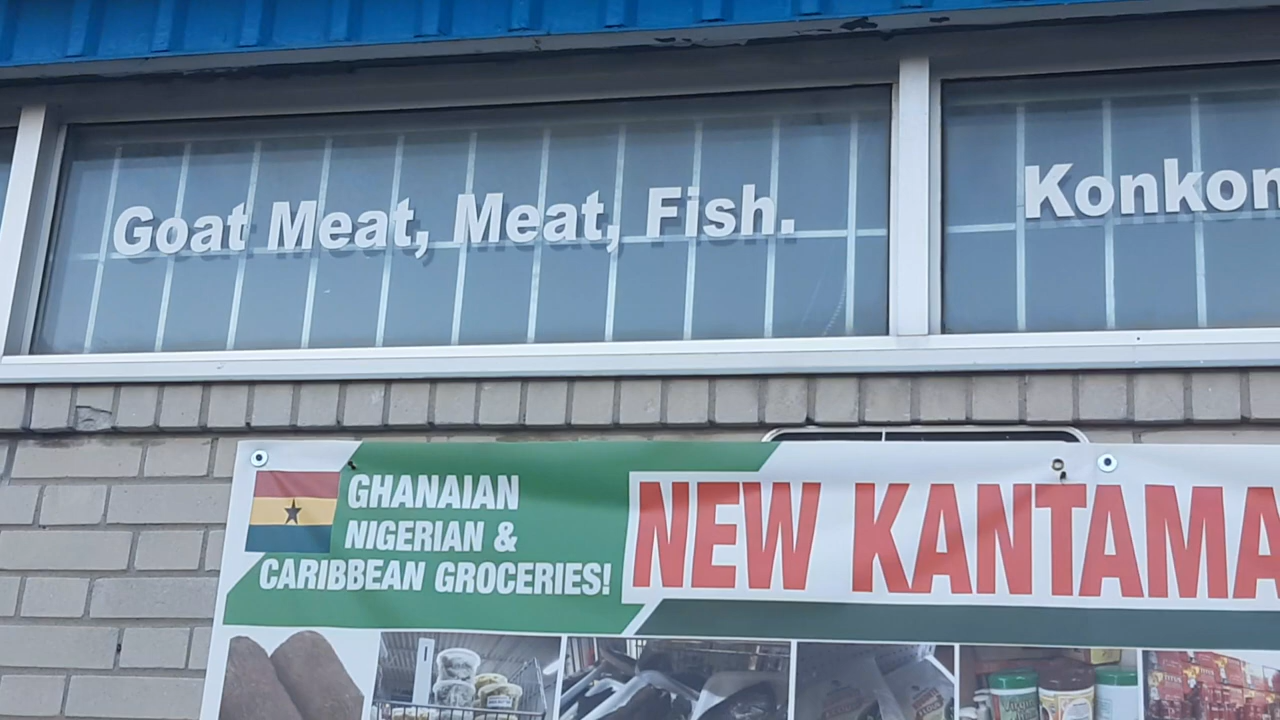 Goat Meat, Meat, Fish.
Konkon
GHANAIAN
NIGERIAN &
CARIBBEAN GROCERIES!
NEW KANTAMA